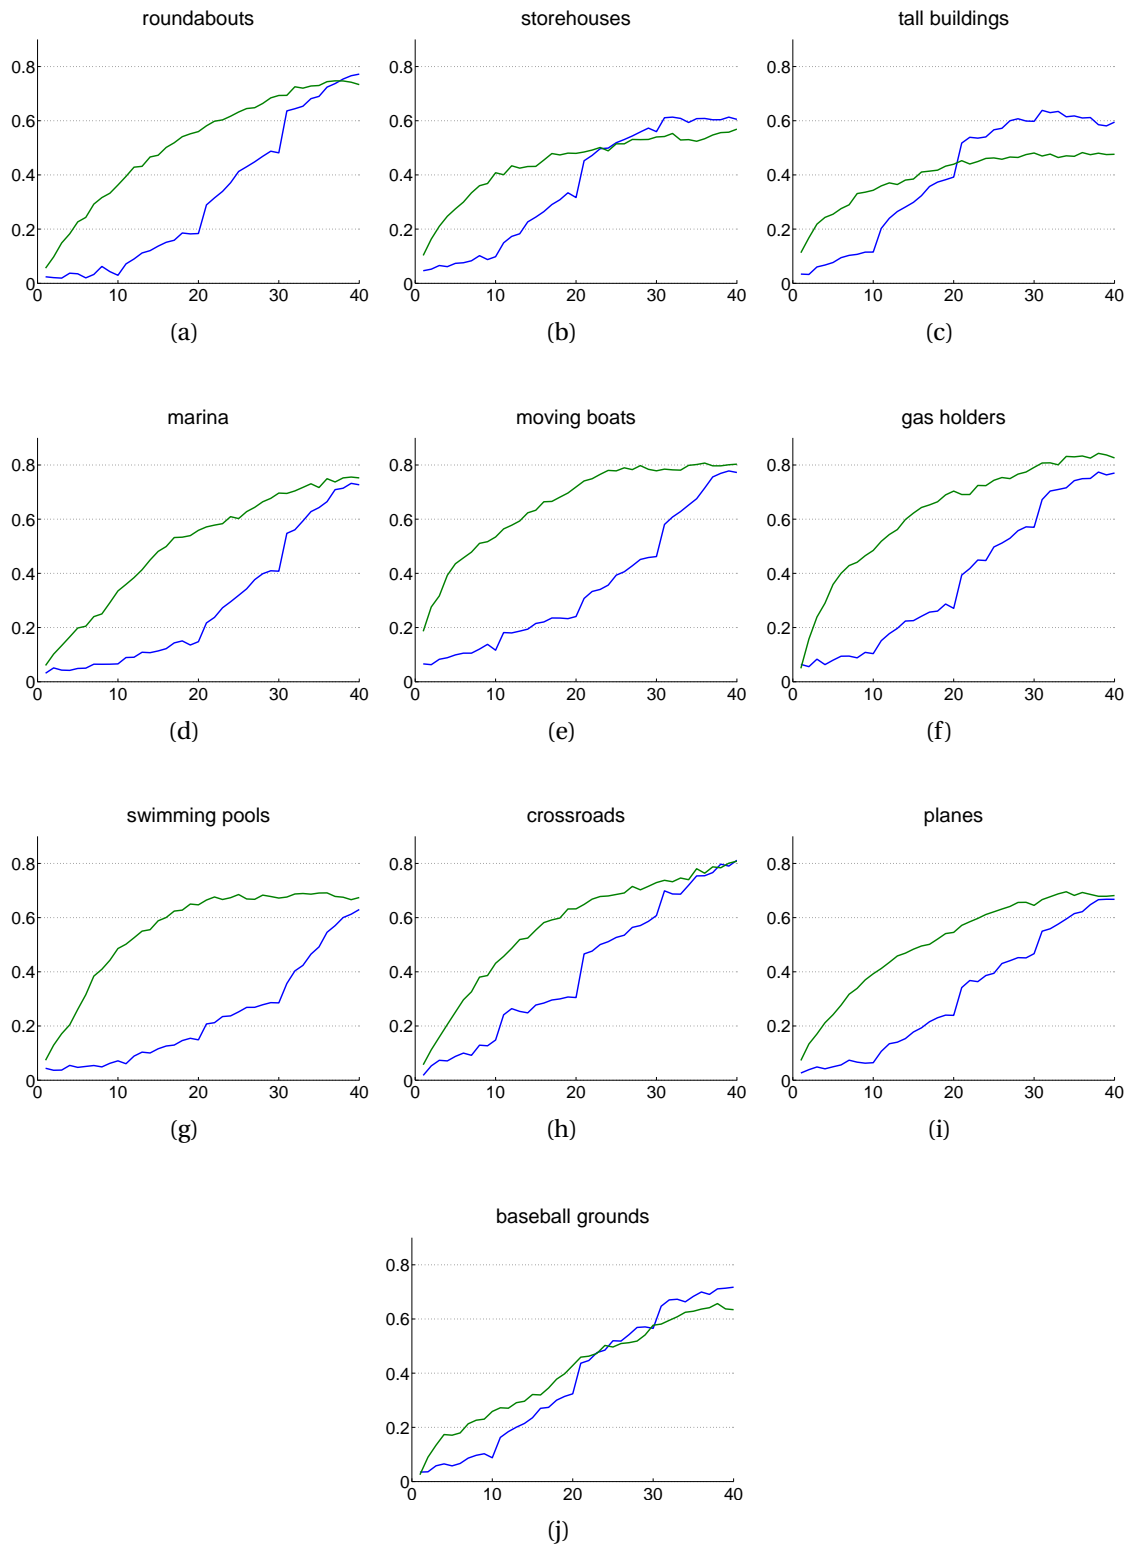 roundabouts storehouses tall buildings
0.8 0.8 0.8
0.6 0.6 0.6
0.4 0.4 0.4
0.2 0.2 0.2
0 0 0
0 10 20 30 40 0 10 20 30 40 0 10 20 30 40
(a) (b) (c)
marina moving boats gas holders
0.8 0.8 0.8
0.6 0.6 0.6
0.4 0.4 0.4
0.2 0.2 0.2
0 0 0
0 10 20 30 40 0 10 20 30 40 0 10 20 30 40
(d) (e) (f)
swimming pools crossroads planes
0.8 0.8 0.8
0.6 0.6 0.6
0.4 0.4 0.4
0.2 0.2 0.2
0 0 0
0 10 20 30 40 0 10 20 30 40 0 10 20 30 40
(g) (h) (i)
baseball grounds
0.8
0.6
0.4
0.2
0
0 10 20 30 40
(j)